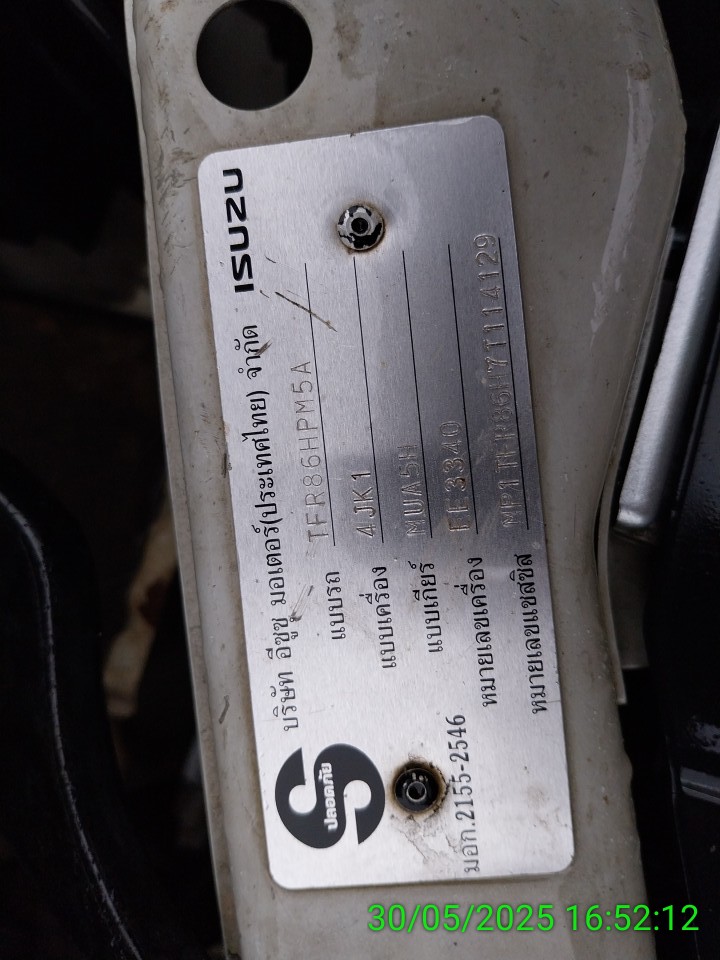 บริษัท อีซูซุ มอเตอร์(ประเทศไทย) จำกัด ISUZU
ปลอดภัย
มอก.2155-2546
แบบรถ TFR86HPM5A
แบบเครื่อง 4JK1
แบบเกียร์ MUA5H
หมายเลขเครื่อง
หมายเลขแชสซิส
30/05/2025 16:52:12